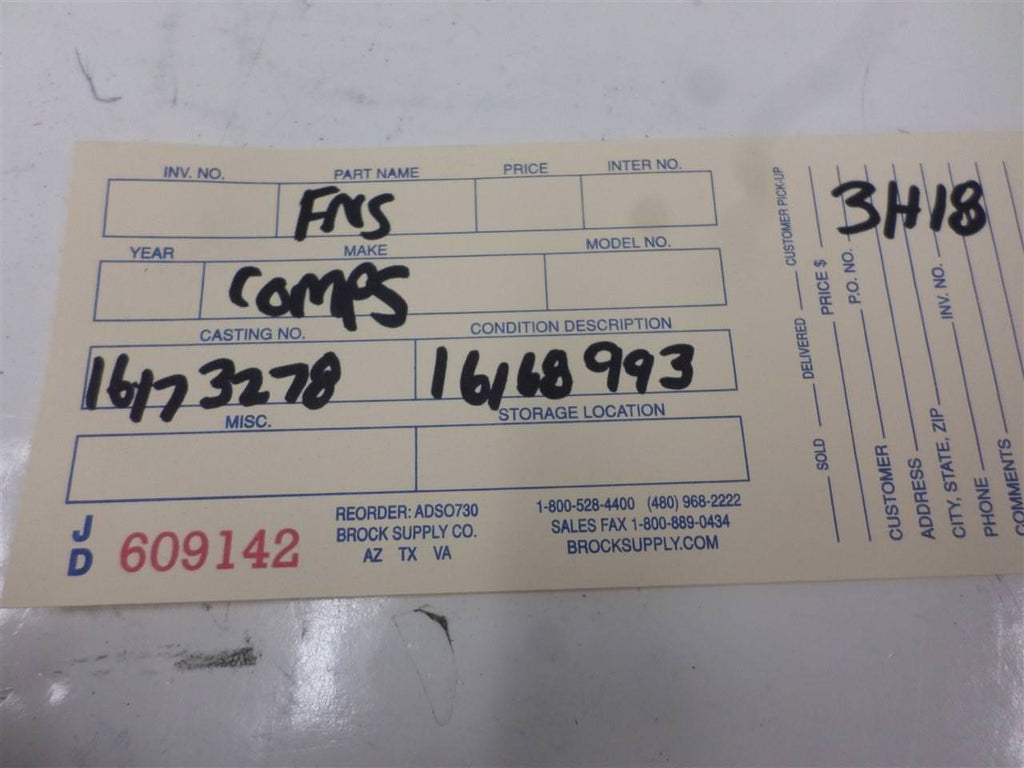 INV. NO. PART NAME PRICE INTER NO.
FNS
YEAR MAKE MODEL NO.
COMPS
CASTING NO. CONDITION DESCRIPTION
16173278 16168993
MISC. STORAGE LOCATION
JD 609142
REORDER: ADSO730
BROCK SUPPLY CO.
AZ TX VA
1-800-528-4400 (480) 968-2222
SALES FAX 1-800-889-0434
BROCKSUPPLY.COM
3H18
SOLD DELIVERED CUSTOMER PICK-UP
PRICE $
P.O. NO.
CUSTOMER
ADDRESS
CITY, STATE, ZIP INV. NO.
PHONE
COMMENTS